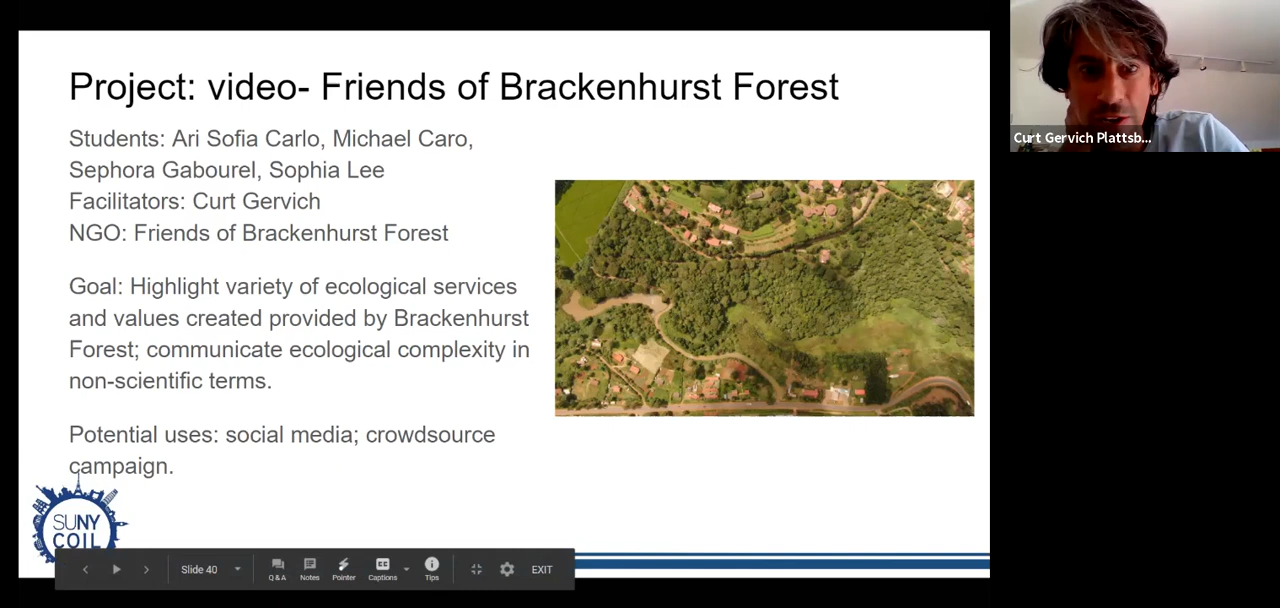 Project: video- Friends of Brackenhurst Forest
Students: Ari Sofia Carlo, Michael Caro,
Sephora Gabourel, Sophia Lee
Facilitators: Curt Gervich
NGO: Friends of Brackenhurst Forest
Goal: Highlight variety of ecological services
and values created provided by Brackenhurst
Forest; communicate ecological complexity in
non-scientific terms.
Potential uses: social media; crowdsource
campaign.
SUNY
COIL
Slide 40
Q & A
Notes
Pointer
CC
Captions
Tips
EXIT
Curt Gervich Plattsb...